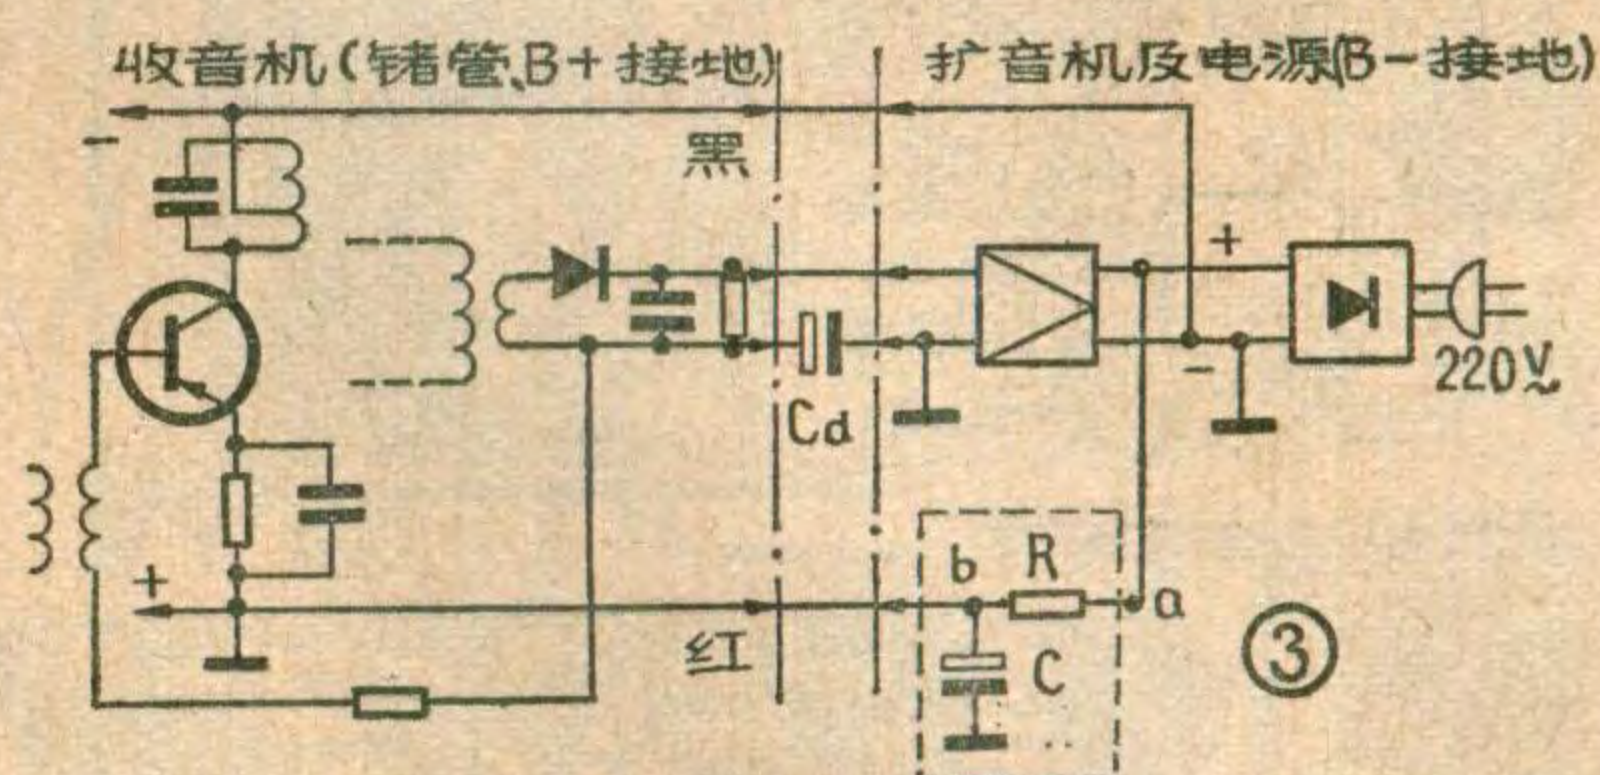 收音机(锗管、B+接地)
扩音机及电源(B-接地)
黑
-
+
-
220V~
Cd
+
b R
a
C
红
③